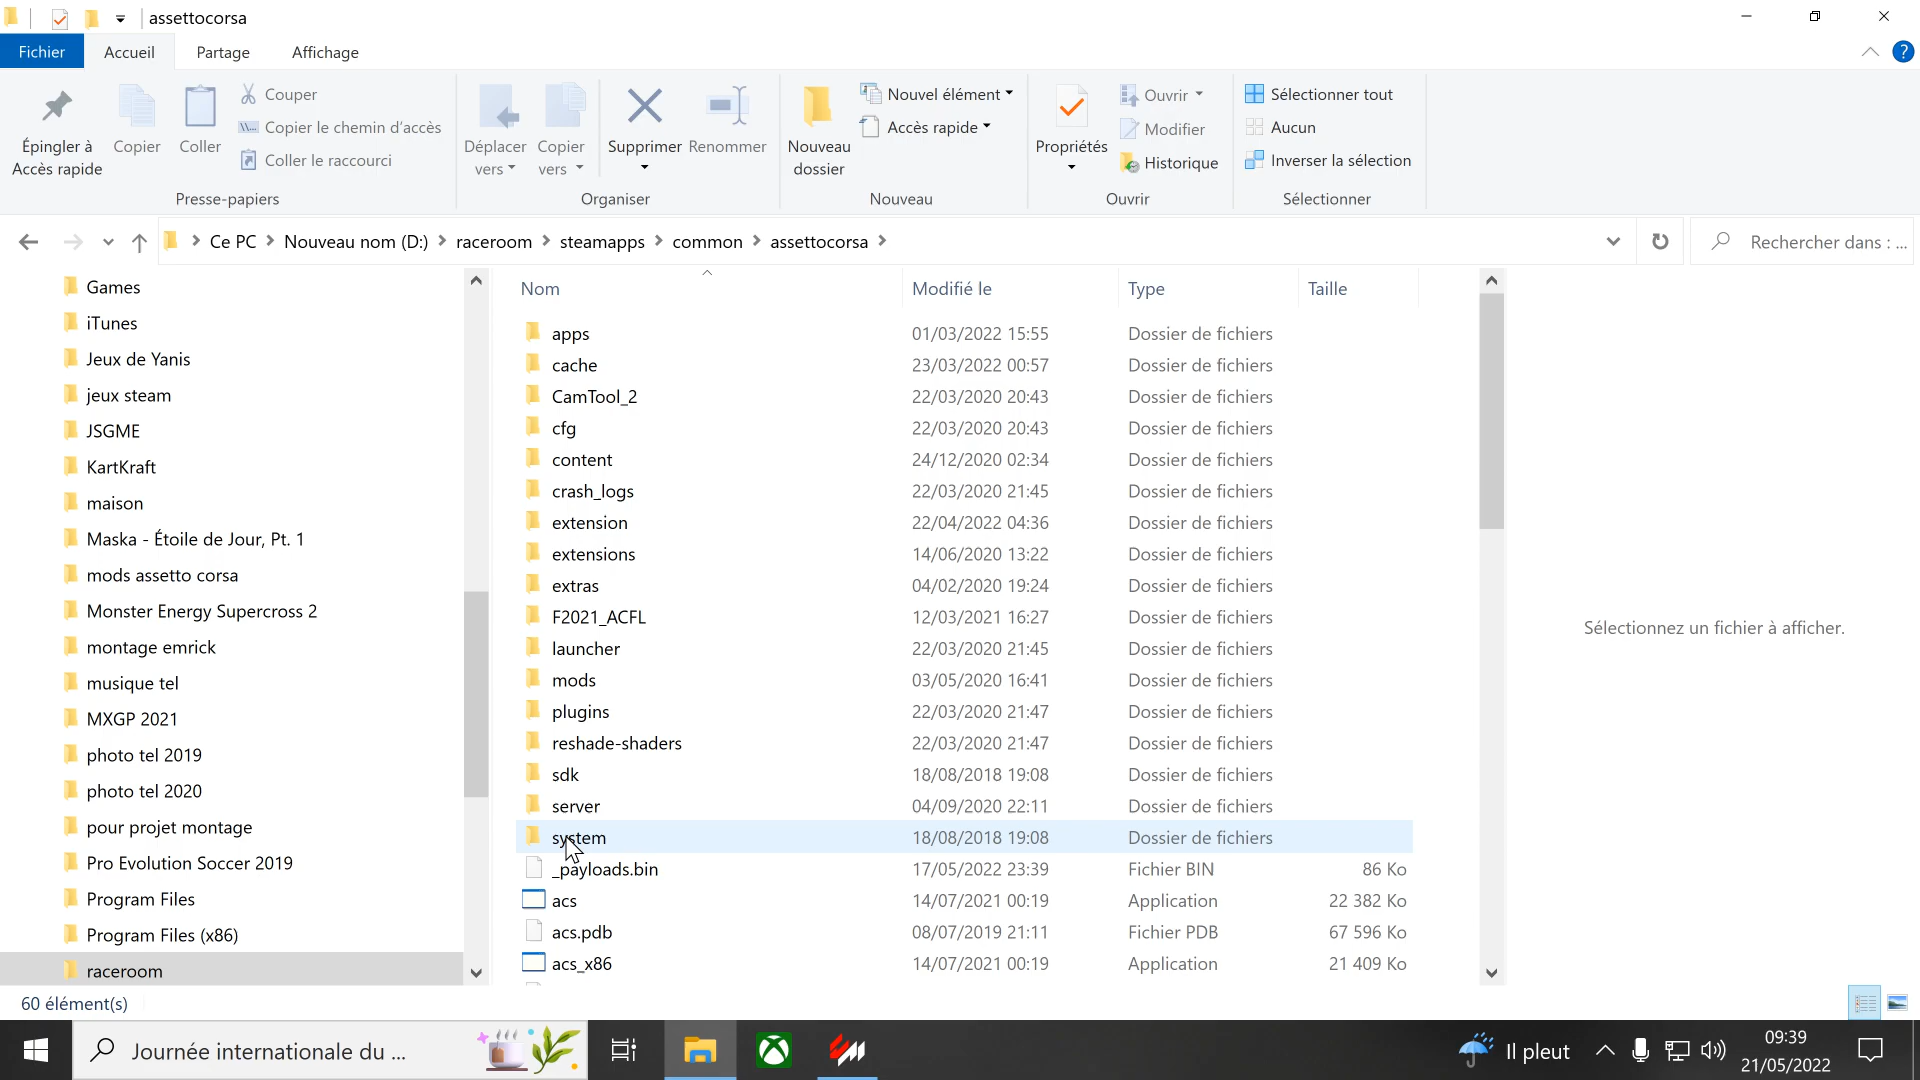 assettocorsa
Fichier
Accueil
Partage
Affichage
Épingler à
Accès rapide
Copier
Coller
Couper
Copier le chemin d'accès
Coller le raccourci
Presse-papiers
Déplacer
vers
Copier
vers
Supprimer
Renommer
Organiser
Nouveau
dossier
Nouvel élément
Accès rapide
Nouveau
Propriétés
Ouvrir
Modifier
Historique
Ouvrir
Sélectionner tout
Aucun
Inverser la sélection
Sélectionner
Ce PC > Nouveau nom (D:) > raceroom > steamapps > common > assettocorsa >
Rechercher dans : ...
Games
iTunes
Jeux de Yanis
jeux steam
JSGME
KartKraft
maison
Maska - Étoile de Jour, Pt. 1
mods assetto corsa
Monster Energy Supercross 2
montage emrick
musique tel
MXGP 2021
photo tel 2019
photo tel 2020
pour projet montage
Pro Evolution Soccer 2019
Program Files
Program Files (x86)
raceroom
Nom Modifié le Type Taille
apps 01/03/2022 15:55 Dossier de fichiers
cache 23/03/2022 00:57 Dossier de fichiers
CamTool_2 22/03/2020 20:43 Dossier de fichiers
cfg 22/03/2020 20:43 Dossier de fichiers
content 24/12/2020 02:34 Dossier de fichiers
crash_logs 22/03/2020 21:45 Dossier de fichiers
extension 22/04/2022 04:36 Dossier de fichiers
extensions 14/06/2020 13:22 Dossier de fichiers
extras 04/02/2020 19:24 Dossier de fichiers
F2021_ACFL 12/03/2021 16:27 Dossier de fichiers
launcher 22/03/2020 21:45 Dossier de fichiers
mods 03/05/2020 16:41 Dossier de fichiers
plugins 22/03/2020 21:47 Dossier de fichiers
reshade-shaders 22/03/2020 21:47 Dossier de fichiers
sdk 18/08/2018 19:08 Dossier de fichiers
server 04/09/2020 22:11 Dossier de fichiers
system 18/08/2018 19:08 Dossier de fichiers
_payloads.bin 17/05/2022 23:39 Fichier BIN 86 Ko
acs 14/07/2021 00:19 Application 22 382 Ko
acs.pdb 08/07/2019 21:11 Fichier PDB 67 596 Ko
acs_x86 14/07/2021 00:19 Application 21 409 Ko
Sélectionnez un fichier à afficher.
60 élément(s)
Journée internationale du ...
Il pleut
09:39
21/05/2022